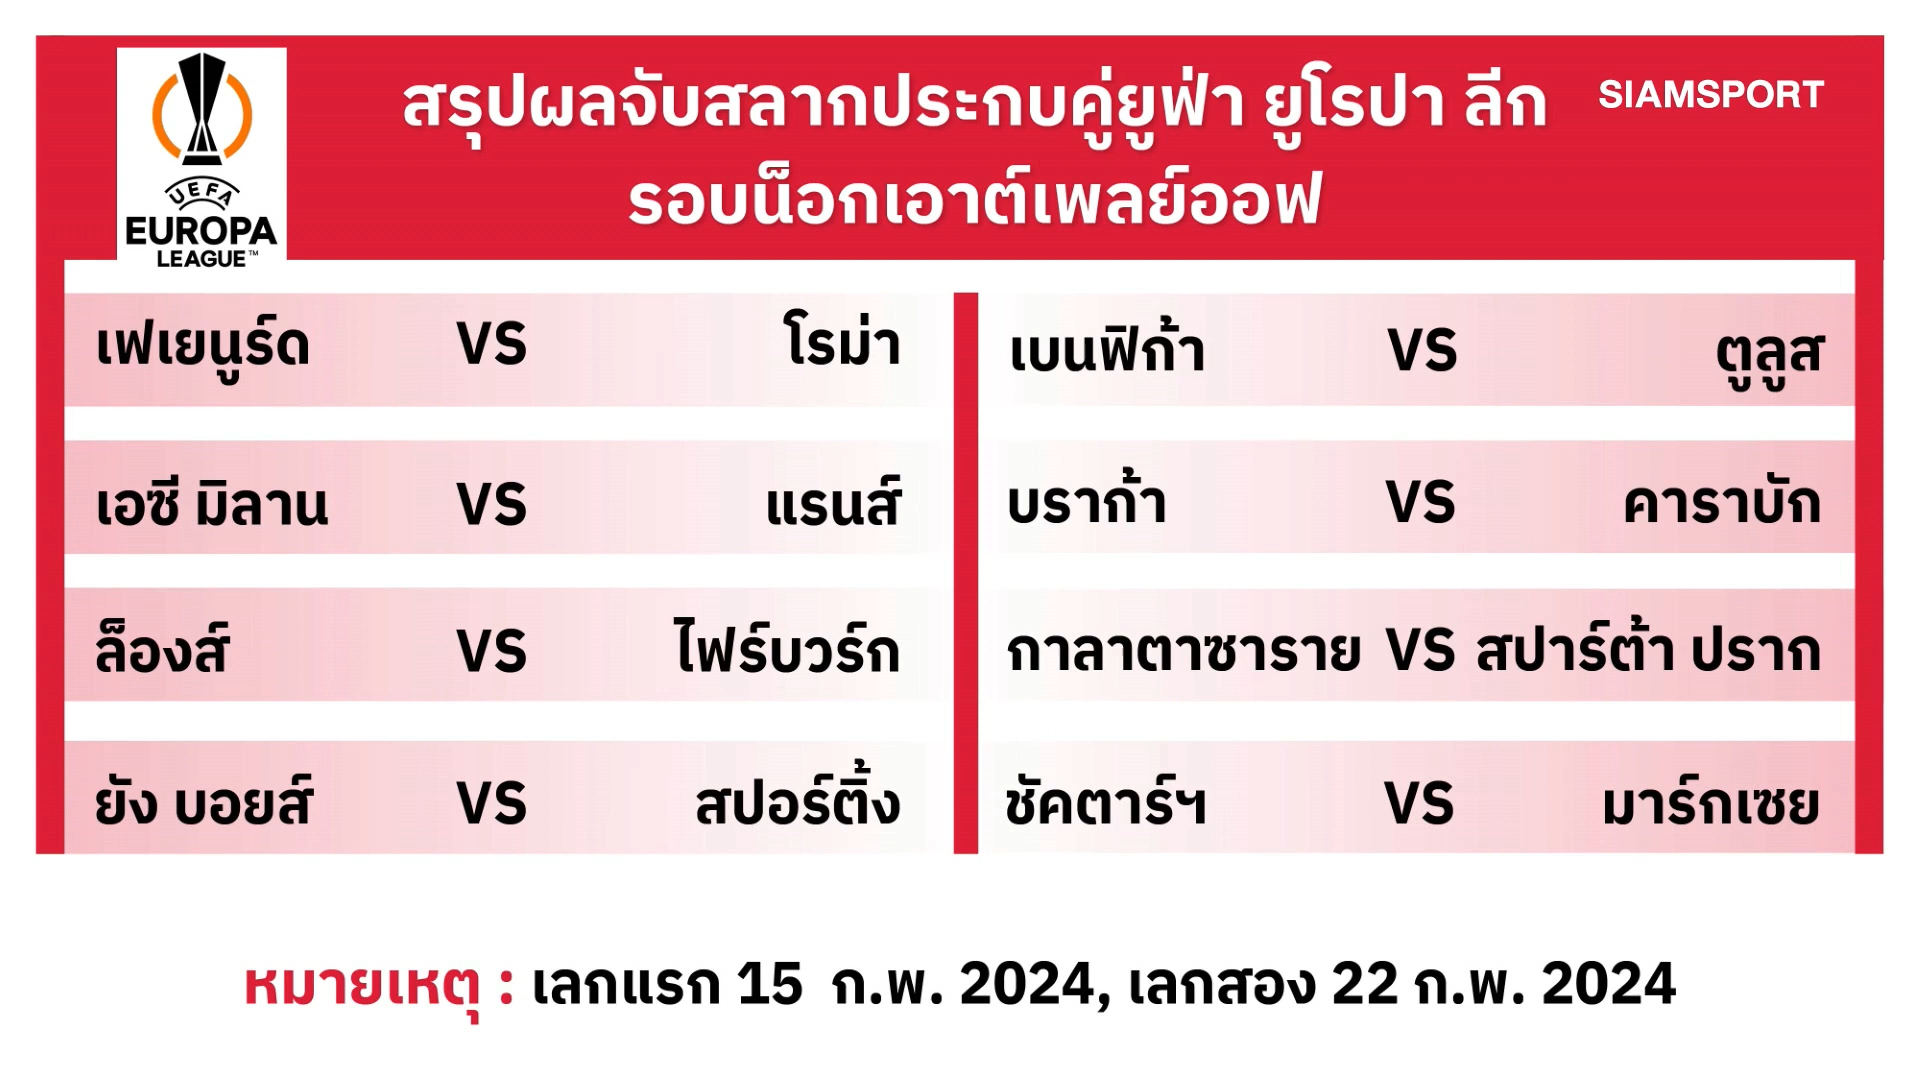 สรุปผลจับสลากประกบคู่ยูฟ่า ยูโรปา ลีก
SIAMSPORT
รอบน็อกเอาต์เพลย์ออฟ
UEFA
EUROPA
LEAGUE™
เฟเยนูร์ด VS โรม่า
เอซี มิลาน VS แรนส์
ล็องส์ VS ไฟร์บวร์ก
ยัง บอยส์ VS สปอร์ติ้ง
เบนฟิก้า VS ตูลูส
บราก้า VS คาราบัก
กาลาตาซาราย VS สปาร์ต้า ปราก
ชัคตาร์ฯ VS มาร์กเซย
หมายเหตุ : เลกแรก 15 ก.พ. 2024, เลกสอง 22 ก.พ. 2024